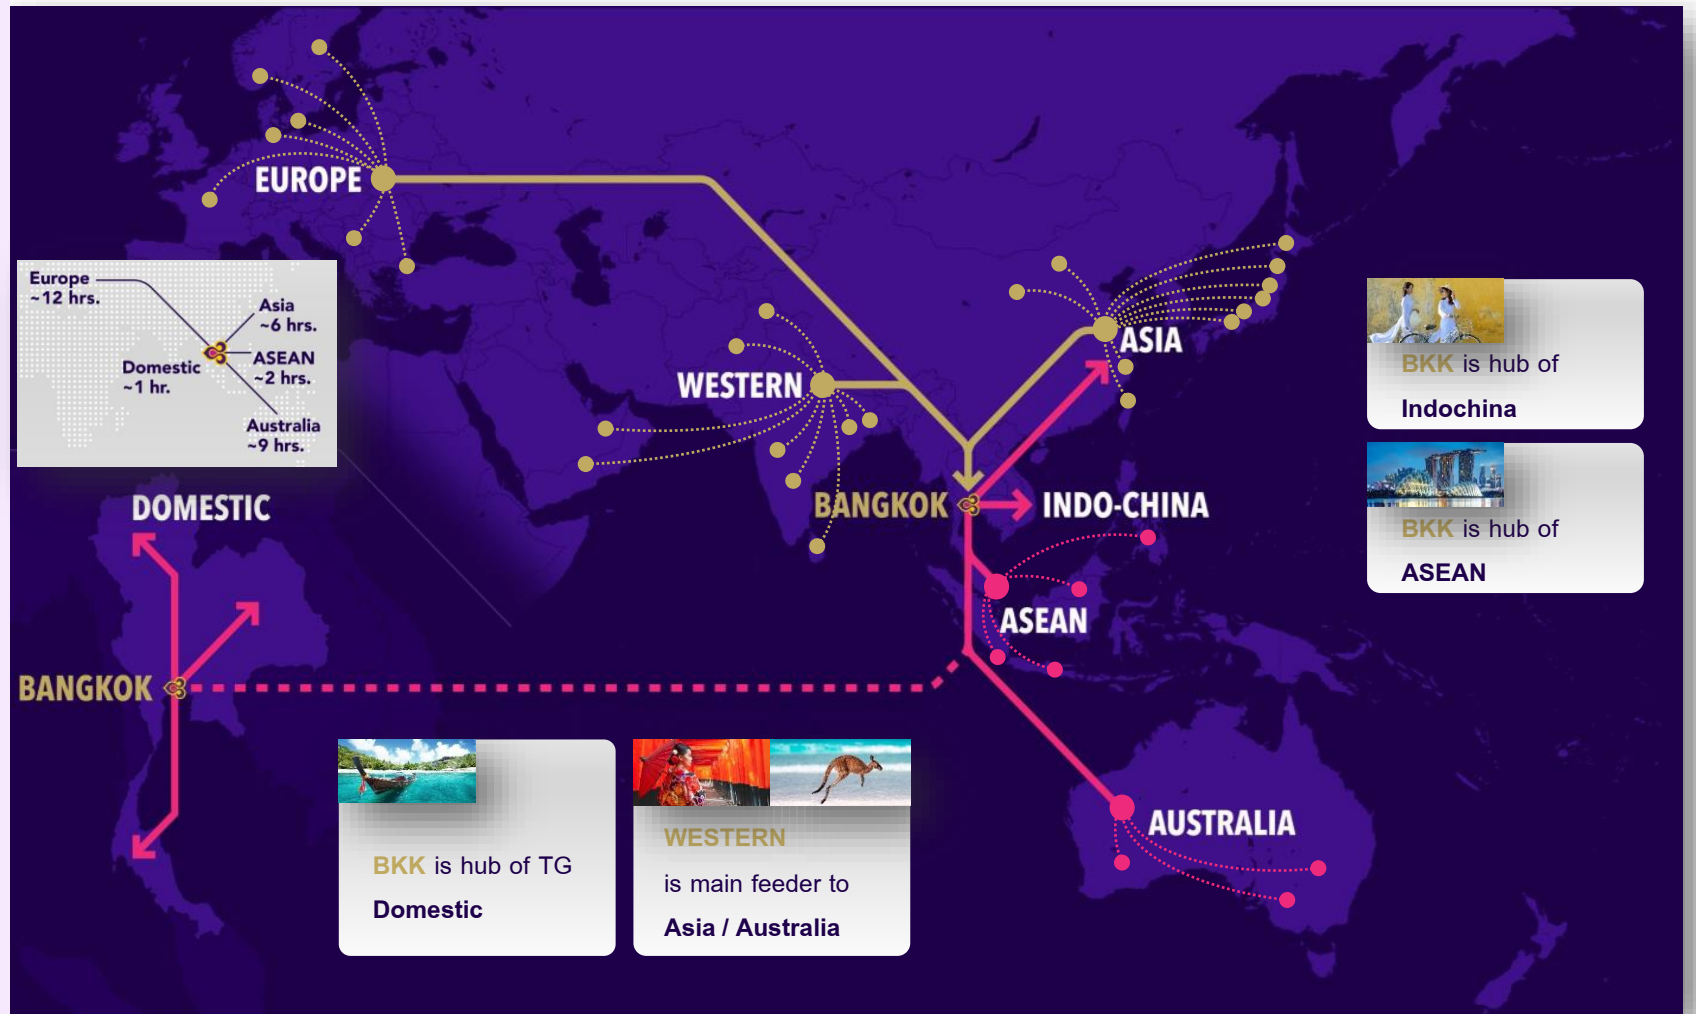 EUROPE
Europe
~12 hrs.
Asia
~6 hrs.
ASEAN
~2 hrs.
Domestic
~1 hr.
Australia
~9 hrs.
WESTERN
ASIA
BANGKOK
INDO-CHINA
ASEAN
AUSTRALIA
DOMESTIC
BANGKOK
BKK is hub of
Indochina
BKK is hub of
ASEAN
BKK is hub of TG
Domestic
WESTERN
is main feeder to
Asia / Australia